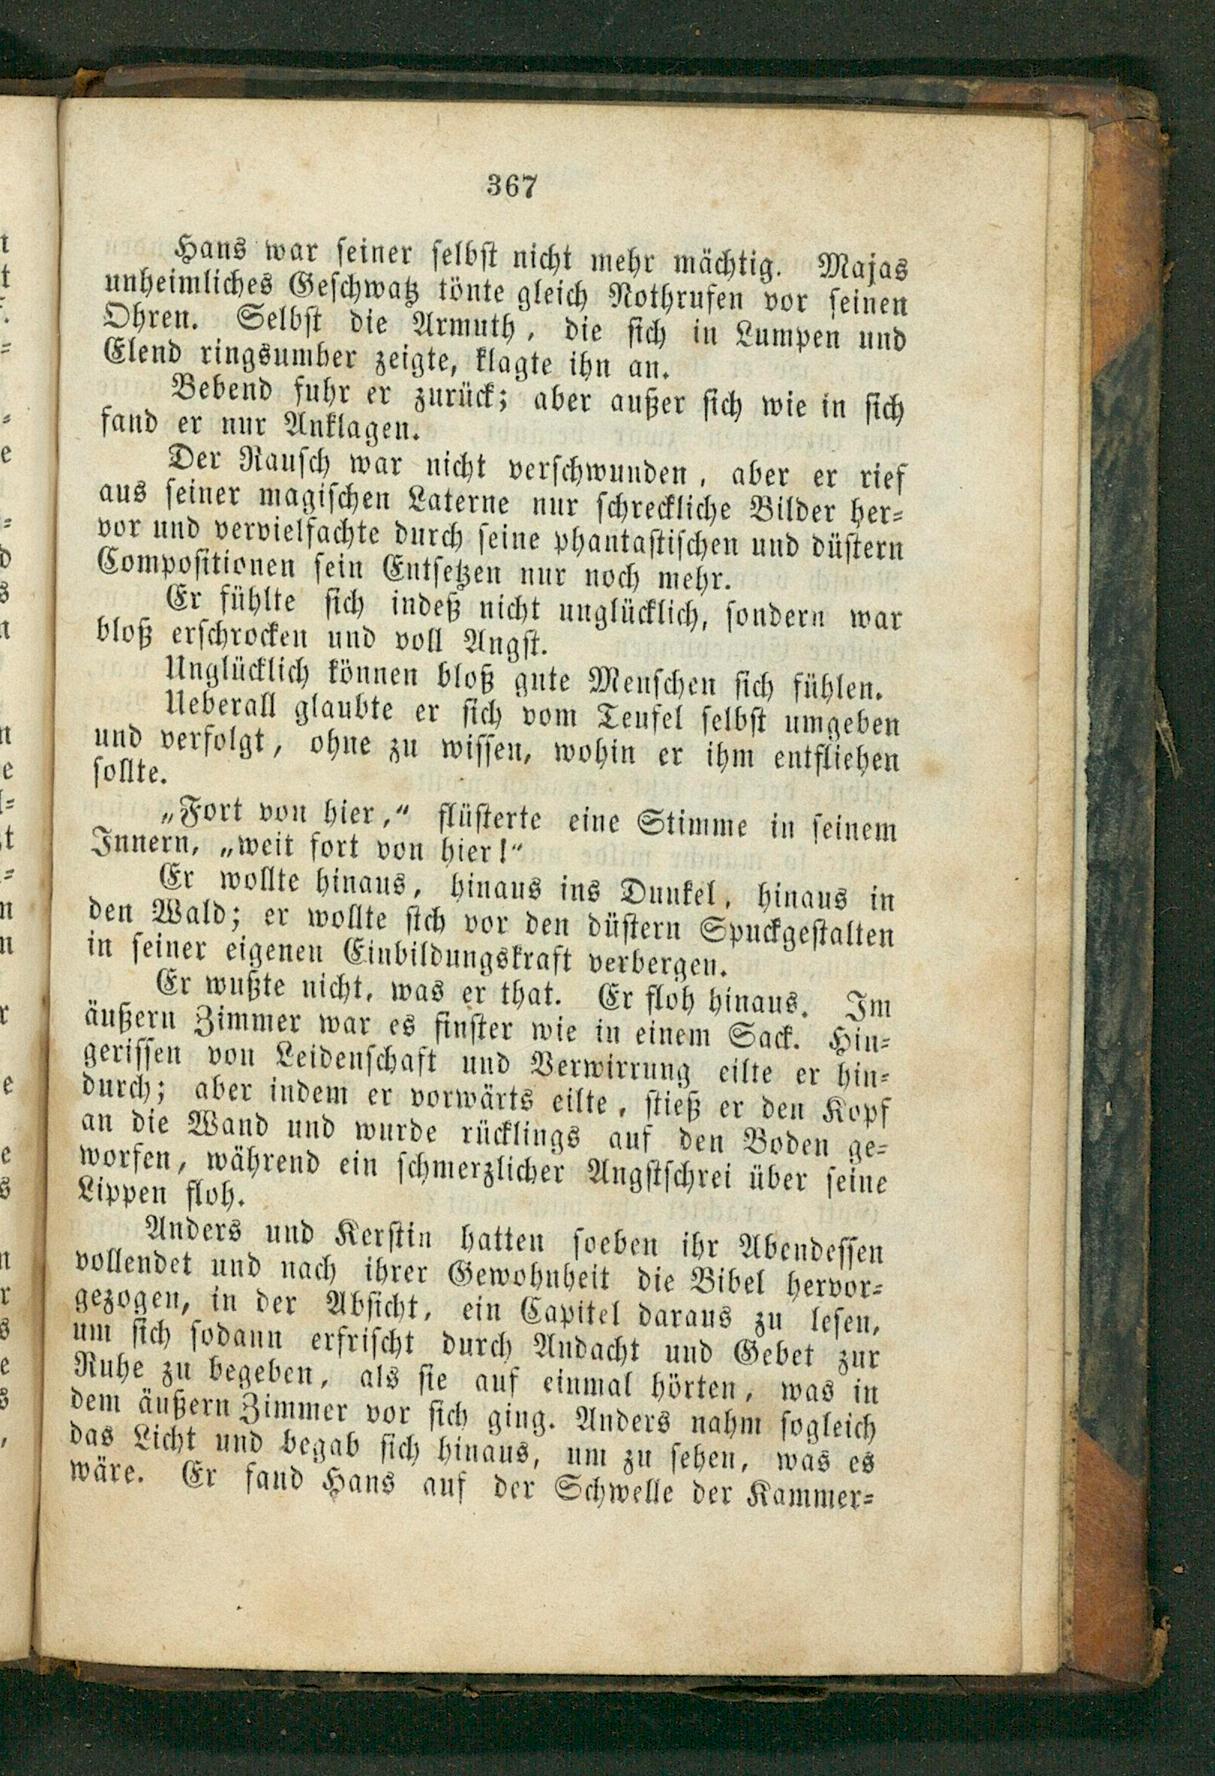 367
Hans war seiner selbst nicht mehr mächtig. Majas
unheimliches Geschwatz tönte gleich Nothrufen vor seinen
Ohren. Selbst die Armuth, die sich in Lumpen und
Elend ringsumher zeigte, klagte ihn an.
Bebend fuhr er zurück; aber außer sich wie in sich
fand er nur Anklagen.
Der Rausch war nicht verschwunden, aber er rief
aus seiner magischen Laterne nur schreckliche Bilder her-
vor und vervielfachte durch seine phantastischen und düstern
Compositionen sein Entsetzen nur noch mehr.
Er fühlte sich indeß nicht unglücklich, sondern war
bloß erschrocken und voll Angst.
Unglücklich können bloß gute Menschen sich fühlen.
Ueberall glaubte er sich vom Teufel selbst umgeben
und verfolgt, ohne zu wissen, wohin er ihm entfliehen
sollte.
„Fort von hier,“ flüsterte eine Stimme in seinem
Innern, „weit fort von hier!“
Er wollte hinaus, hinaus ins Dunkel, hinaus in
den Wald; er wollte sich vor den düstern Spuckgestalten
in seiner eigenen Einbildungskraft verbergen.
Er wußte nicht, was er that. Er floh hinaus. Im
äußern Zimmer war es finster wie in einem Sack. Hin-
gerissen von Leidenschaft und Verwirrung eilte er hin-
durch; aber indem er vorwärts eilte, stieß er den Kopf
an die Wand und wurde rücklings auf den Boden ge-
worfen, während ein schmerzlicher Angstschrei über seine
Lippen floh.
Anders und Kerstin hatten soeben ihr Abendessen
vollendet und nach ihrer Gewohnheit die Bibel hervor-
gezogen, in der Absicht, ein Capitel daraus zu lesen,
um sich sodann erfrischt durch Andacht und Gebet zur
Ruhe zu begeben, als sie auf einmal hörten, was in
dem äußern Zimmer vor sich ging. Anders nahm sogleich
das Licht und begab sich hinaus, um zu sehen, was es
wäre. Er fand Hans auf der Schwelle der Kammer-